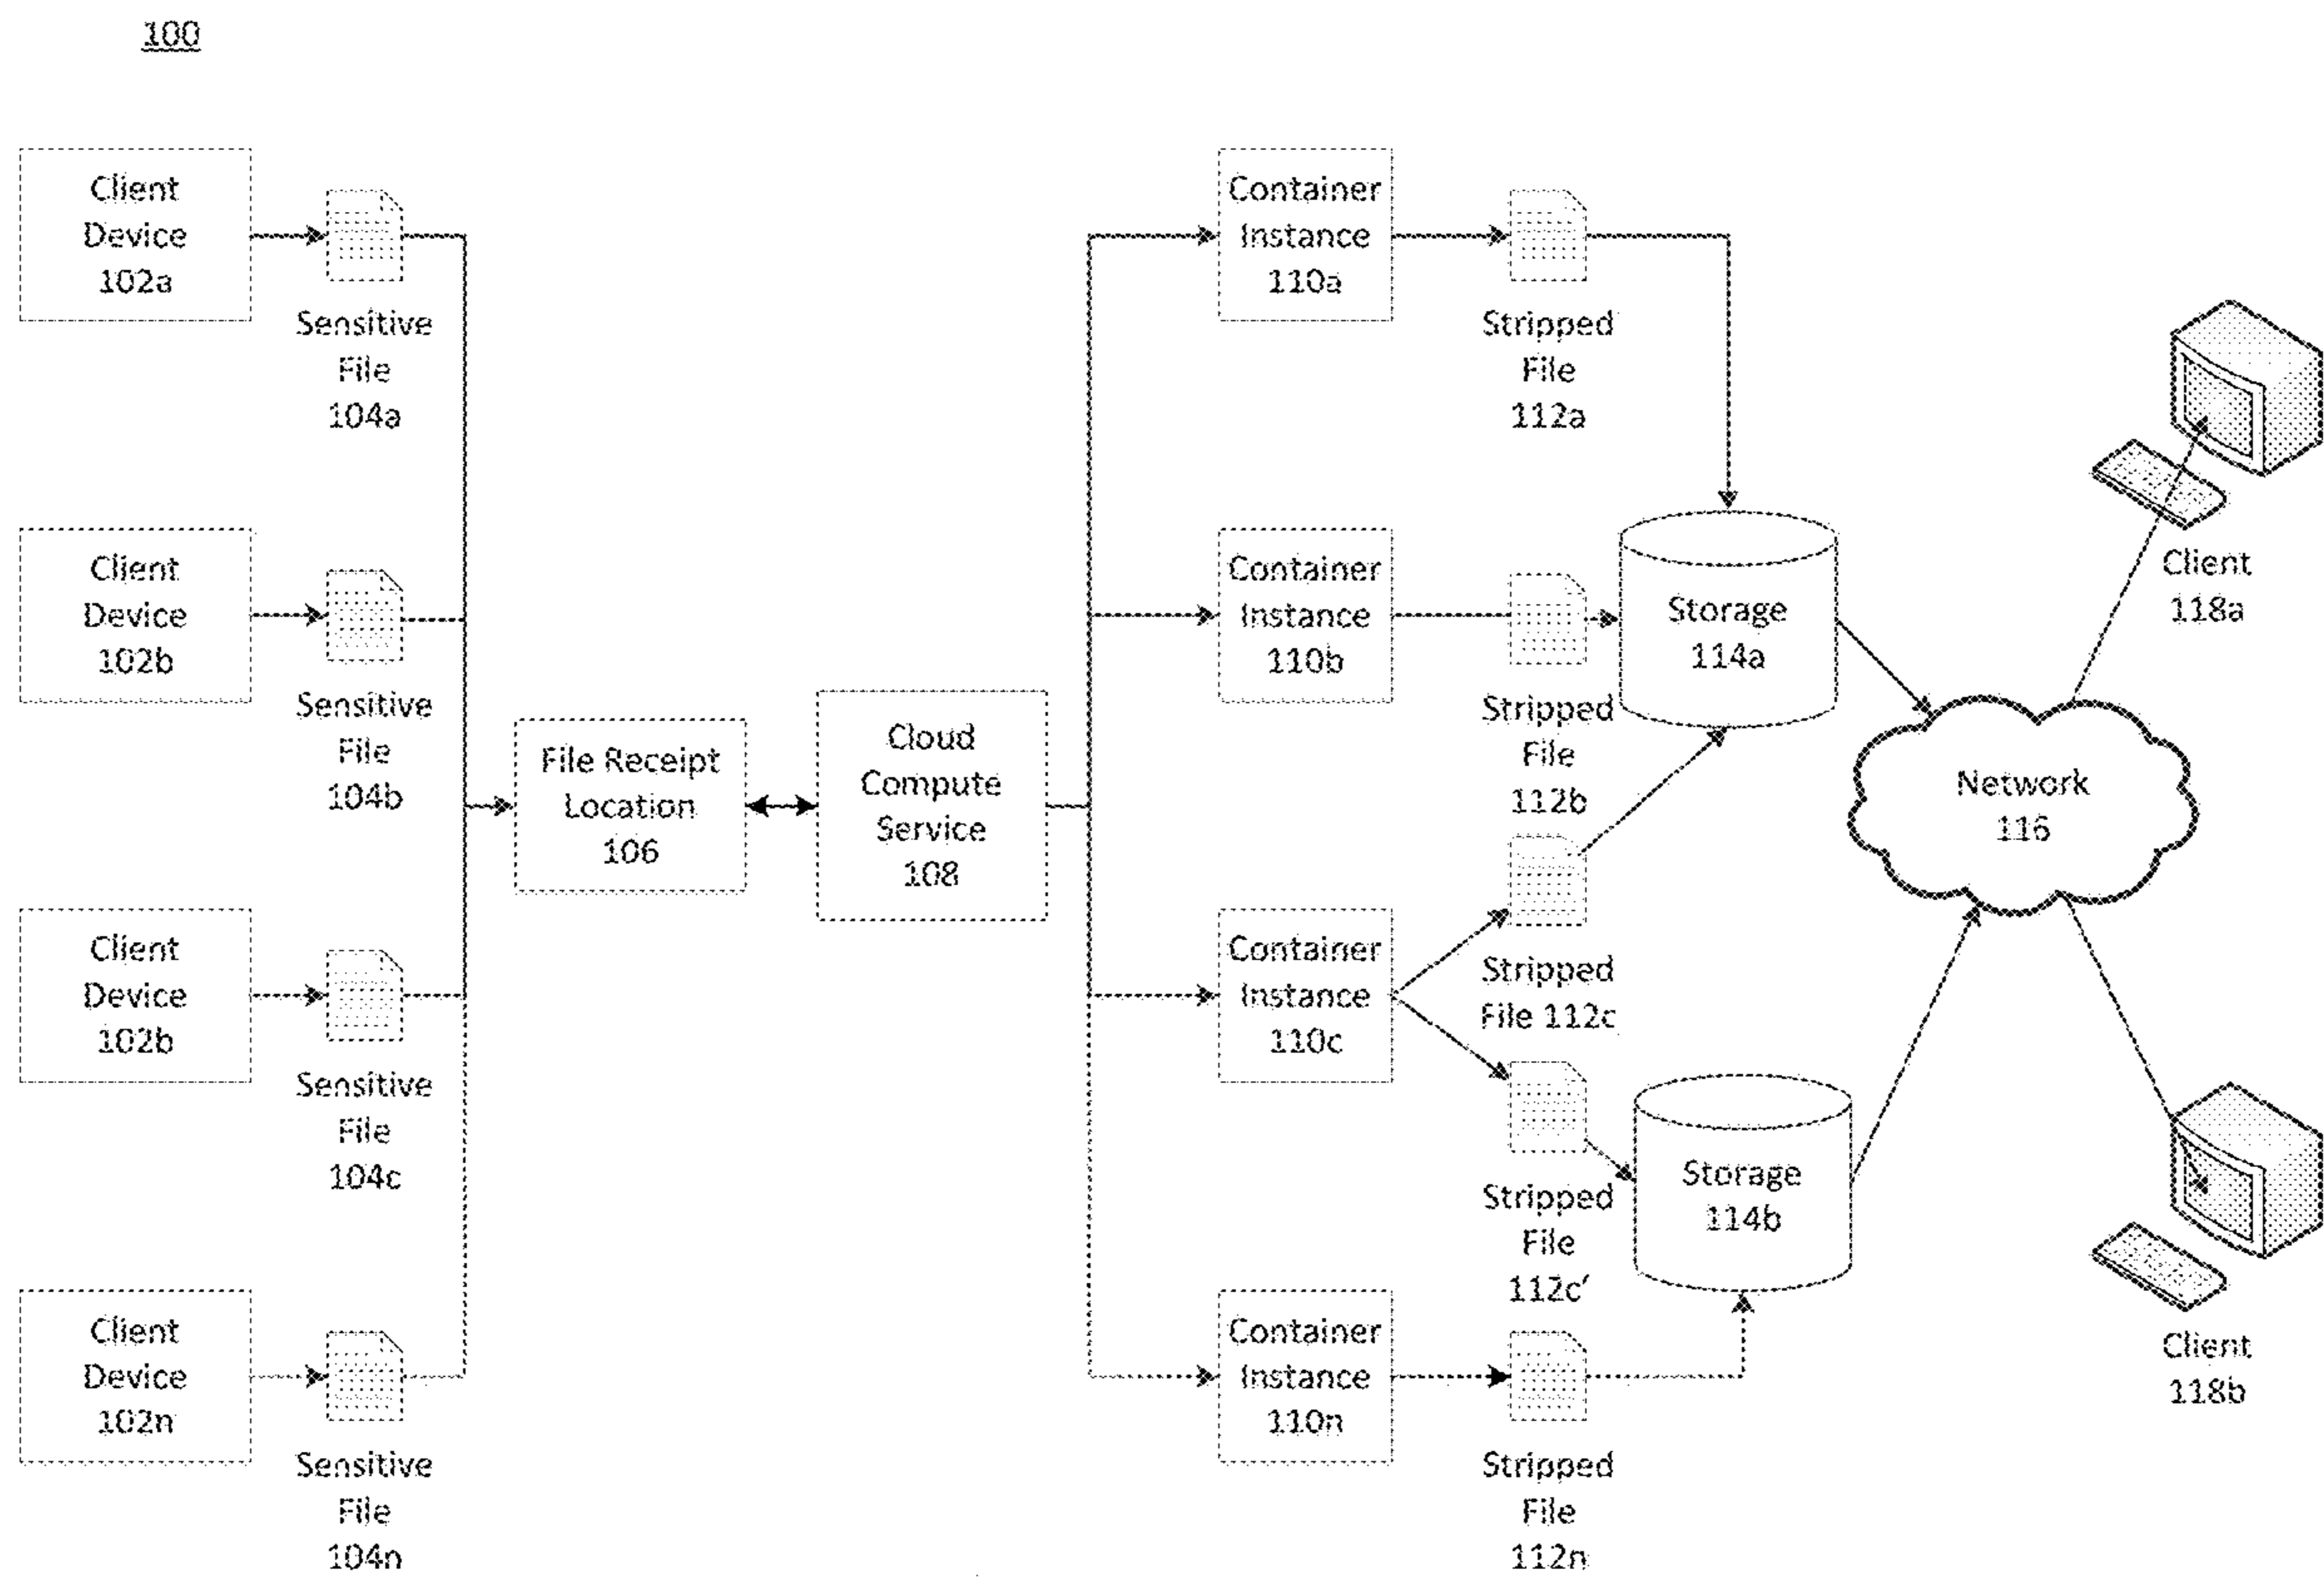 100
Client
Device
102a
Sensitive
File
104a
Client
Device
102b
Sensitive
File
104b
Client
Device
102b
Sensitive
File
104c
Client
Device
102n
Sensitive
File
104n
File Receipt
Location
106
Cloud
Compute
Service
108
Container
Instance
110a
Stripped
File
112a
Container
Instance
110b
Stripped
File
112b
Container
Instance
110c
Stripped
File 112c
Stripped
File
112c'
Container
Instance
110n
Stripped
File
112n
Storage
114a
Storage
114b
Network
116
Client
118a
Client
118b